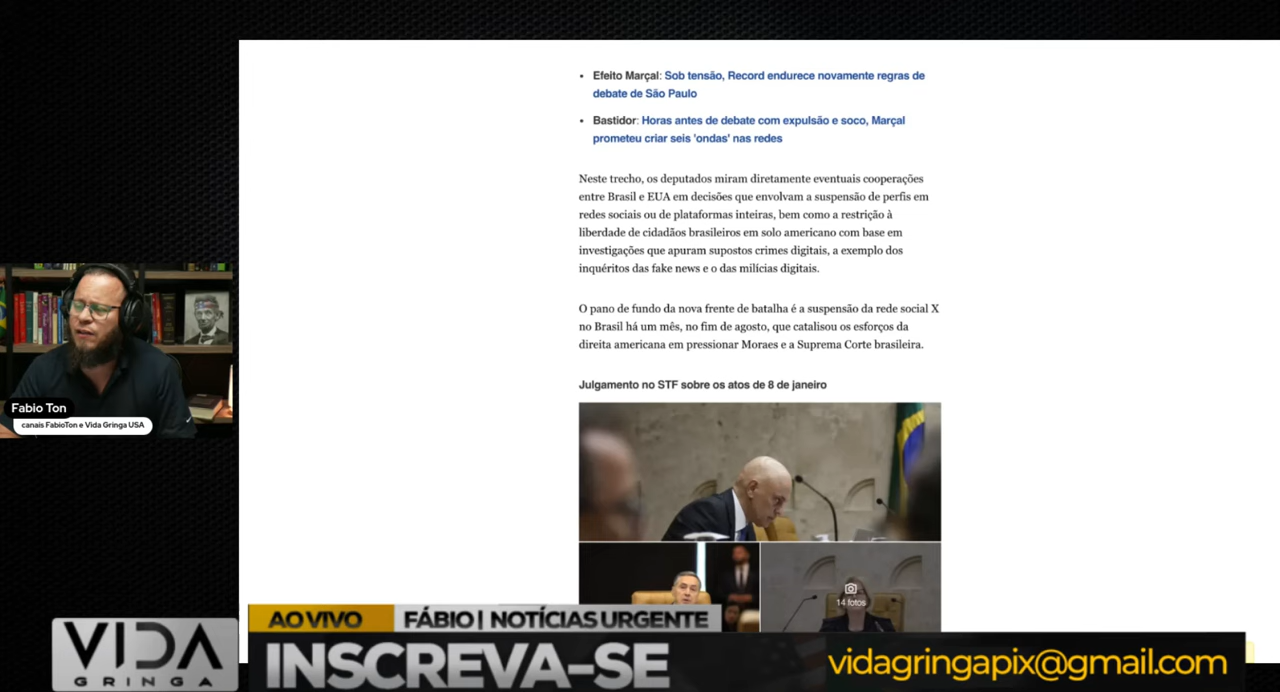 Efeito Marçal: Sob tensão, Record endurece novamente regras de
debate de São Paulo
Bastidor: Horas antes de debate com expulsão e soco, Marçal
prometeu criar seis 'ondas' nas redes
Neste trecho, os deputados miram diretamente eventuais cooperações
entre Brasil e EUA em decisões que envolvam a suspensão de perfis em
redes sociais ou de plataformas inteiras, bem como a restrição à
liberdade de cidadãos brasileiros em solo americano com base em
investigações que apuram supostos crimes digitais, a exemplo dos
inquéritos das fake news e o das milícias digitais.
O pano de fundo da nova frente de batalha é a suspensão da rede social X
no Brasil há um mês, no fim de agosto, que catalisou os esforços da
direita americana em pressionar Moraes e a Suprema Corte brasileira.
Julgamento no STF sobre os atos de 8 de janeiro
14 fotos
Fabio Ton
canais FabioTon e Vida Gringa USA
AO VIVO
FÁBIO | NOTÍCIAS URGENTE
VIDA
GRINGA
INSCREVA-SE
vidagringapix@gmail.com